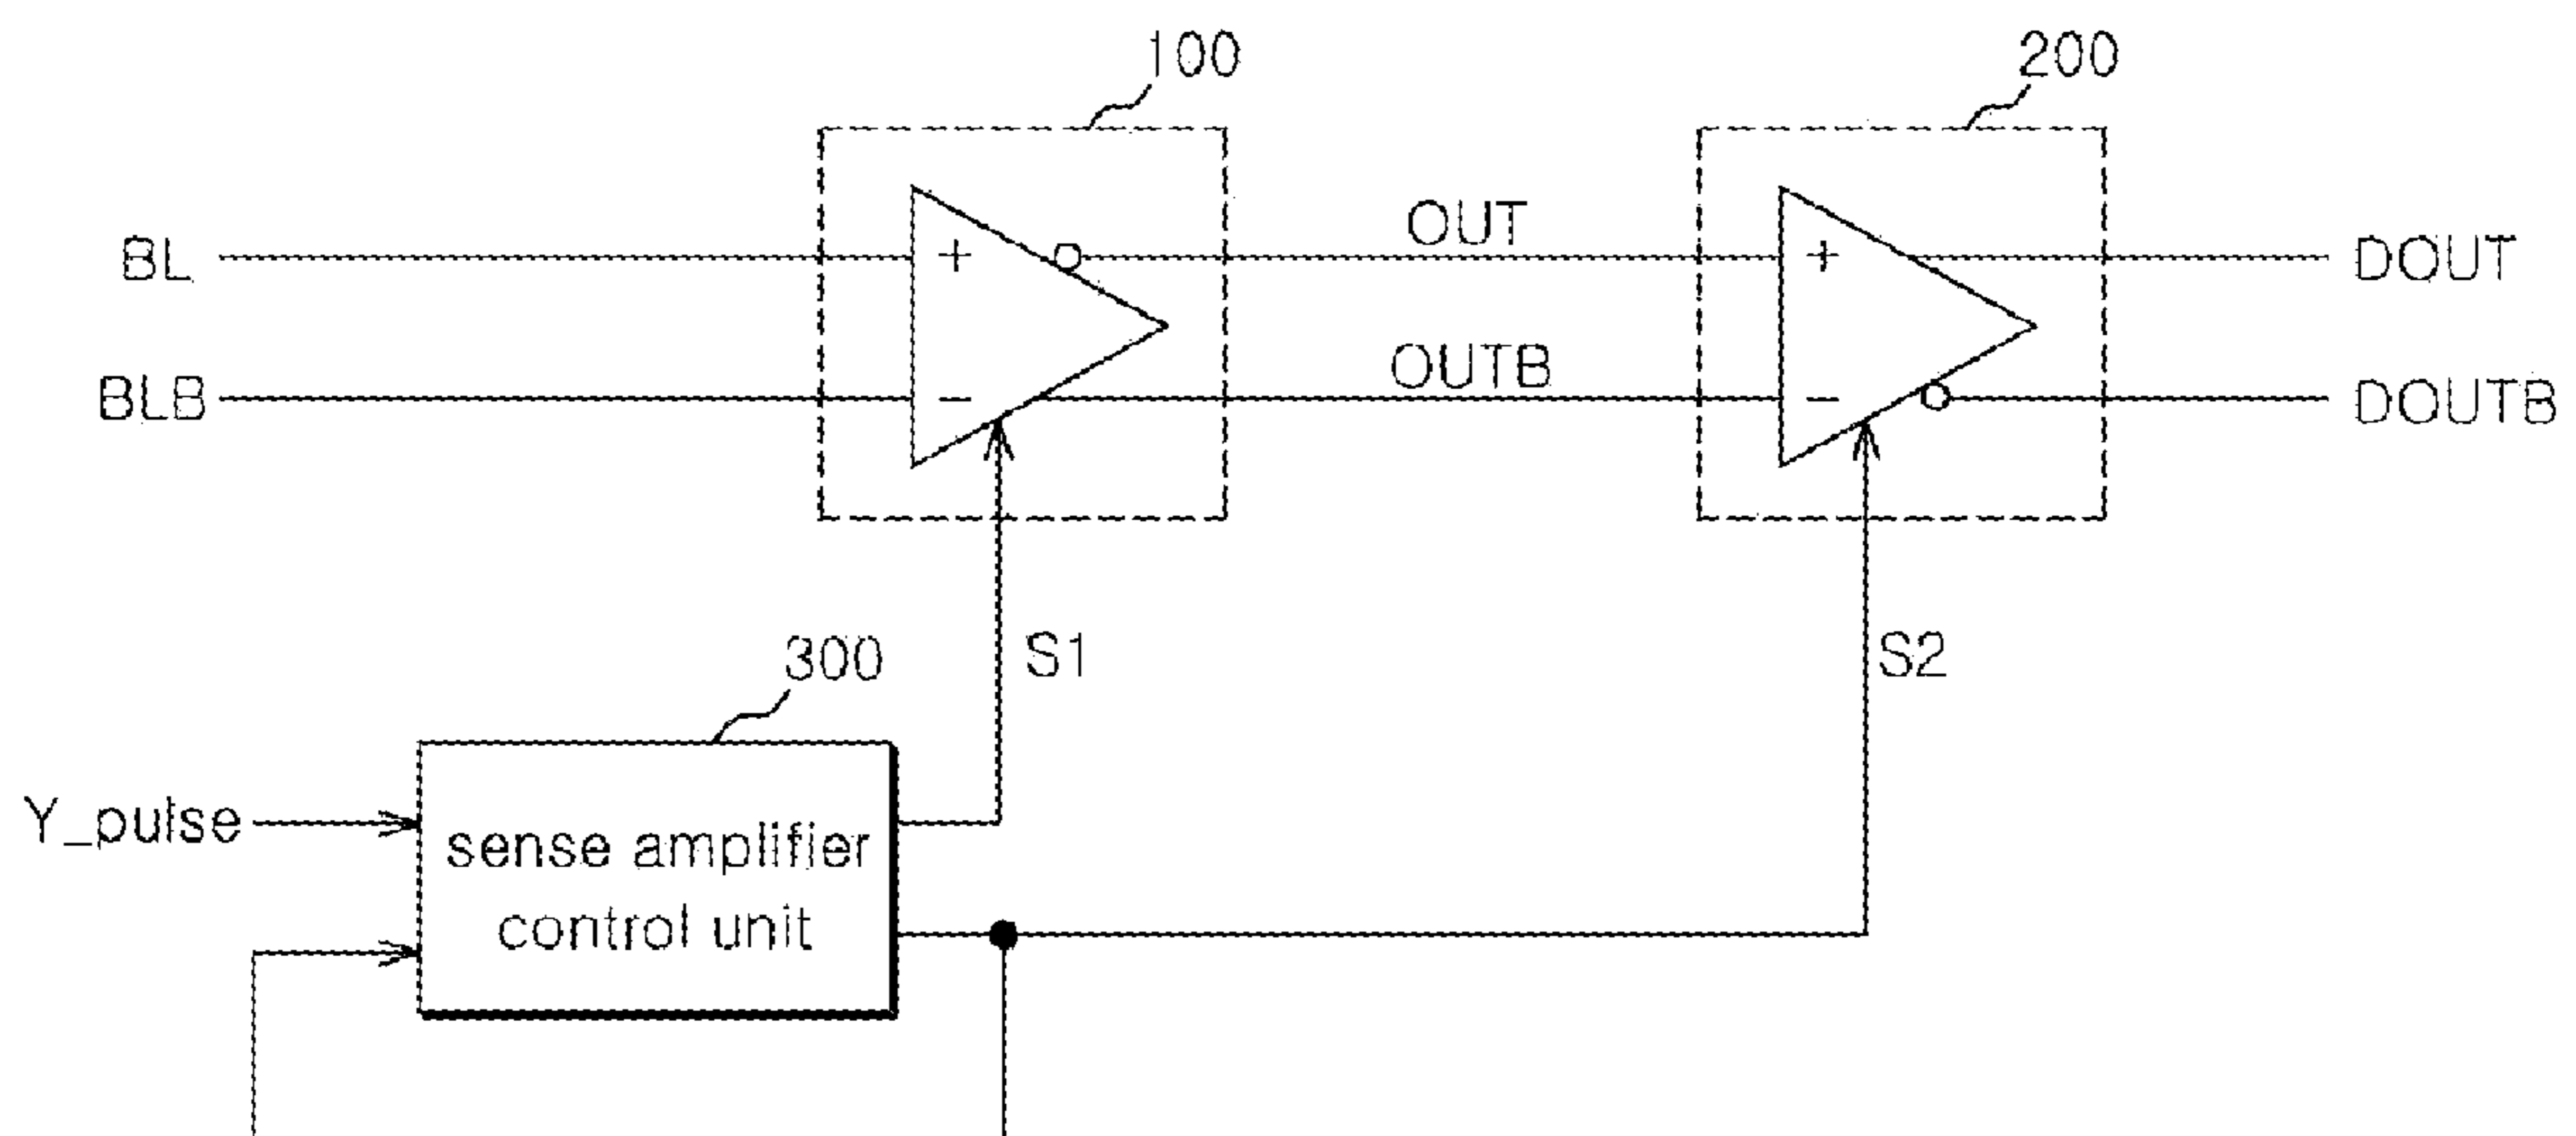 100
200
BL
+
OUT
+
DOUT
BLB
−
OUTB
−
DOUTB
300
S1
S2
Y_pulse
sense amplifier
control unit